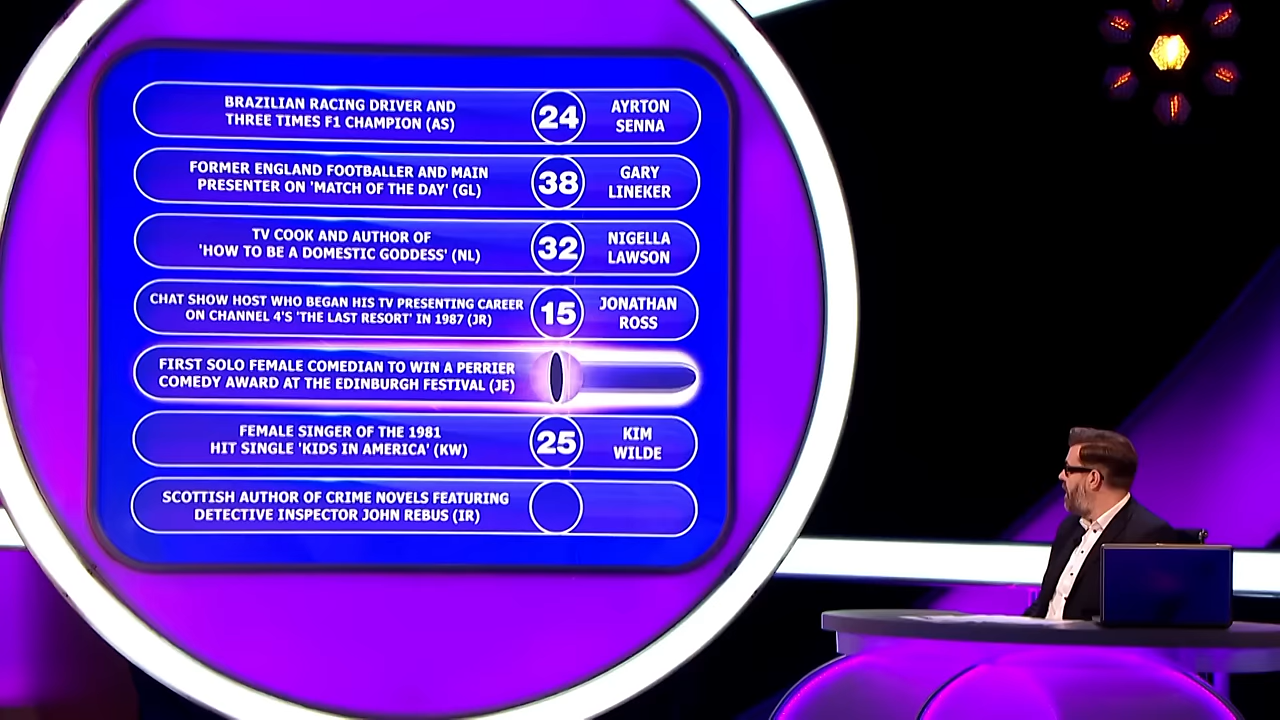 BRAZILIAN RACING DRIVER AND
THREE TIMES F1 CHAMPION (AS)
24
AYRTON
SENNA
FORMER ENGLAND FOOTBALLER AND MAIN
PRESENTER ON 'MATCH OF THE DAY' (GL)
38
GARY
LINEKER
TV COOK AND AUTHOR OF
'HOW TO BE A DOMESTIC GODDESS' (NL)
32
NIGELLA
LAWSON
CHAT SHOW HOST WHO BEGAN HIS TV PRESENTING CAREER
ON CHANNEL 4'S 'THE LAST RESORT' IN 1987 (JR)
15
JONATHAN
ROSS
FIRST SOLO FEMALE COMEDIAN TO WIN A PERRIER
COMEDY AWARD AT THE EDINBURGH FESTIVAL (JE)
FEMALE SINGER OF THE 1981
HIT SINGLE 'KIDS IN AMERICA' (KW)
25
KIM
WILDE
SCOTTISH AUTHOR OF CRIME NOVELS FEATURING
DETECTIVE INSPECTOR JOHN REBUS (IR)